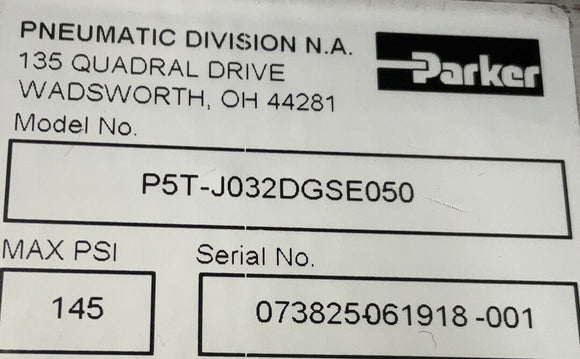 PNEUMATIC DIVISION N.A.
135 QUADRAL DRIVE
WADSWORTH, OH 44281
Parker
Model No.
P5T-J032DGSE050
MAX PSI
145
Serial No.
073825-061918 -001